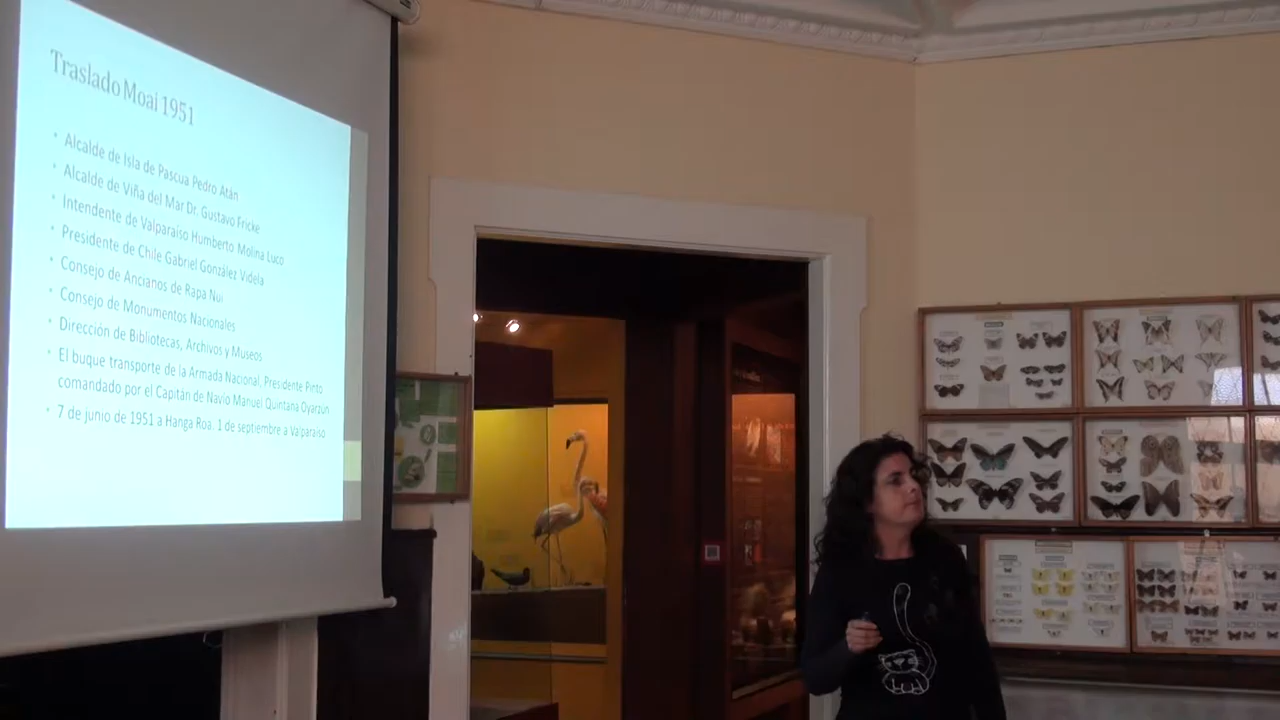 Traslado Moai 1951
• Alcalde de Isla de Pascua Pedro Atán
• Alcalde de Viña del Mar Dr. Gustavo Fricke
• Intendente de Valparaíso Humberto Molina Luco
• Presidente de Chile Gabriel González Videla
• Consejo de Ancianos de Rapa Nui
• Consejo de Monumentos Nacionales
• Dirección de Bibliotecas, Archivos y Museos
• El buque transporte de la Armada Nacional, Presidente Pinto
comandado por el Capitán de Navío Manuel Quintana Oyarzún
• 7 de junio de 1951 a Hanga Roa. 1 de septiembre a Valparaíso